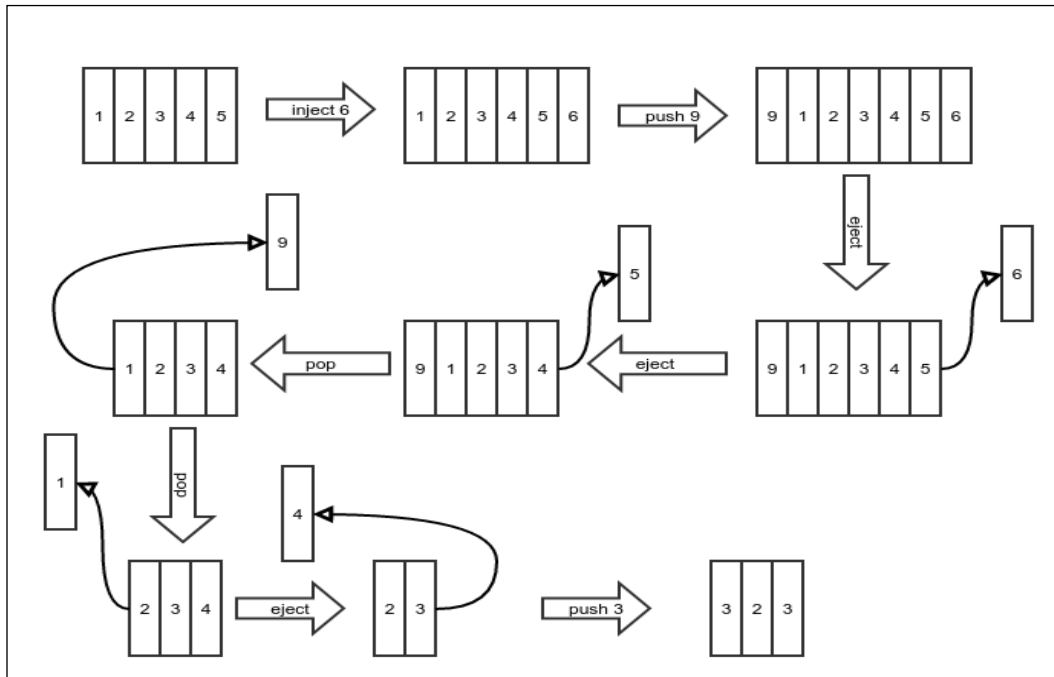 1 2 3 4 5
inject 6
1 2 3 4 5 6
push 9
9 1 2 3 4 5 6
eject
6
9 1 2 3 4 5
eject
5
9 1 2 3 4
pop
9
1 2 3 4
pop
1
2 3 4
eject
4
2 3
push 3
3 2 3